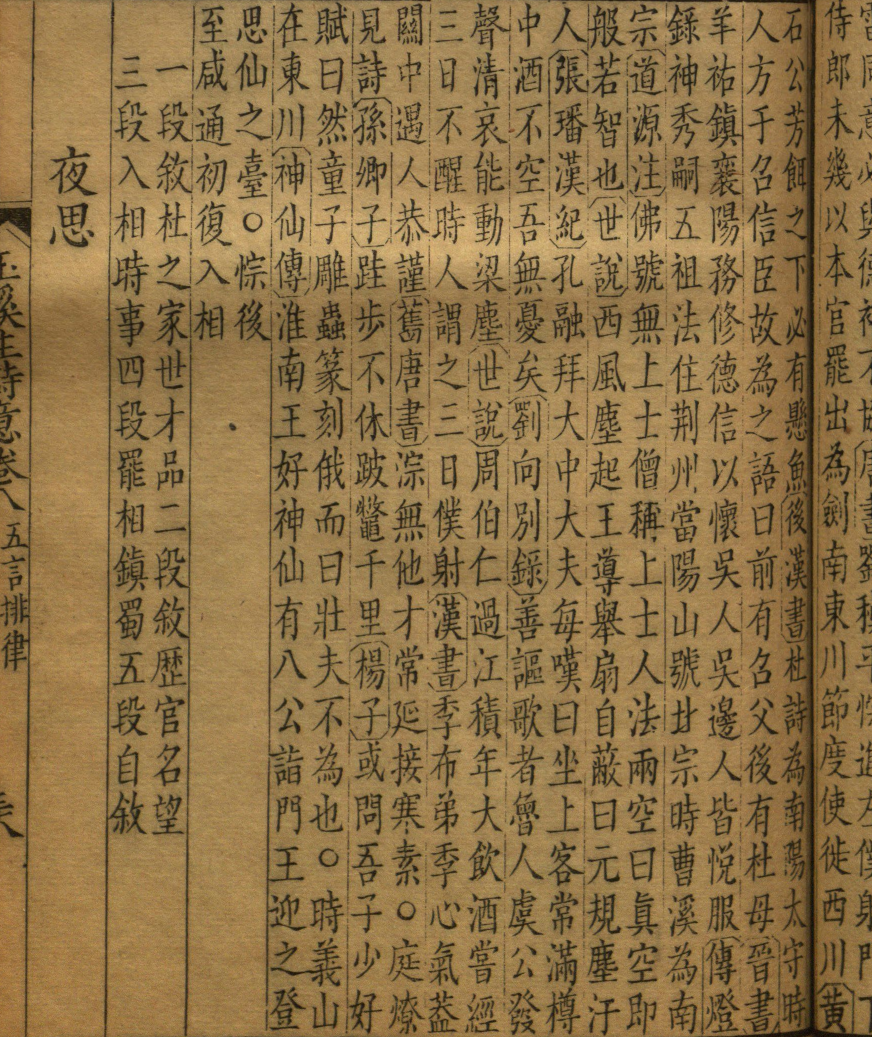 侍郎未幾以本官罷出為劍南東川節度使徙西川黃
石公芳餌之下必有懸魚後漢書杜詩為南陽太守時
人方于召信臣故為之語曰前有召父後有杜母晉書
羊祜鎮襄陽務修德信以懷吳人吳邊人皆悅服傳燈
錄神秀嗣五祖法住荆州當陽山號北宗時曹溪為南
宗道源注佛號無上士僧稱上士人法兩空曰眞空即
般若智也世說西風塵起王導舉扇自蔽曰元規塵汙
人張璠漢紀孔融拜大中大夫每嘆曰坐上客常滿樽
中酒不空吾無憂矣劉向別錄善謳歌者魯人虞公發
聲清哀能動梁塵世說周伯仁過江積年大飲酒嘗經
三日不醒時人謂之三日僕射漢書季布弟季心氣蓋
關中遇人恭謹舊唐書淙無他才常延接寒素○庭燎
見詩孫卿子跬步不休跛鼈千里楊子或問吾子少好
賦曰然童子雕蟲篆刻俄而曰壯夫不為也○時義山
在東川神仙傳淮南王好神仙有八公詣門王迎之登
思仙之臺○悰後
至咸通初復入相
一段敘杜之家世才品二段敘歷官名望
三段入相時事四段罷相鎮蜀五段自敘
夜思
玉溪生詩意卷八 五言排律